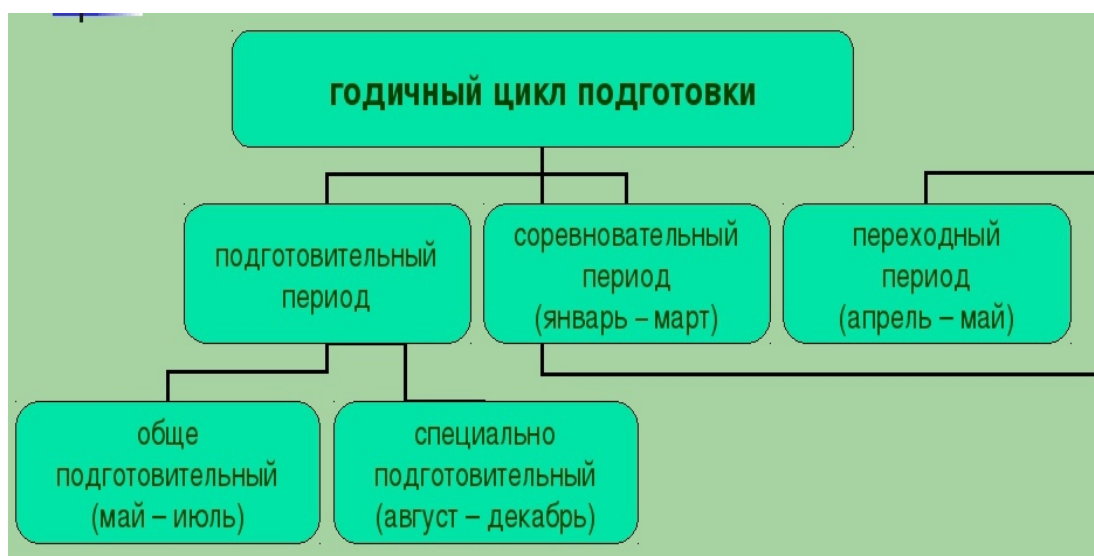 годичный цикл подготовки
подготовительный
период
соревновательный
период
(январь – март)
переходный
период
(апрель – май)
обще
подготовительный
(май – июль)
специально
подготовительный
(август – декабрь)